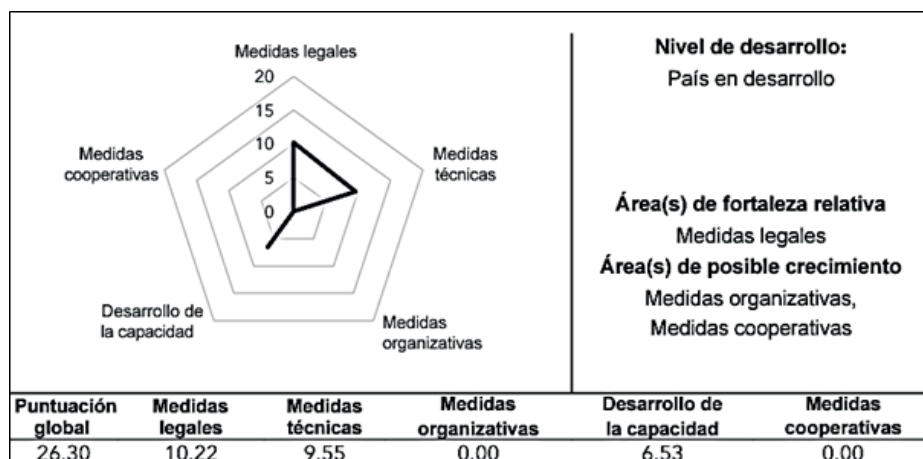 Medidas legales
20
15
10
5
0
Medidas
cooperativas
Medidas
técnicas
Desarrollo de
la capacidad
Medidas
organizativas
Nivel de desarrollo:
País en desarrollo
Área(s) de fortaleza relativa
Medidas legales
Área(s) de posible crecimiento
Medidas organizativas,
Medidas cooperativas
Puntuación global Medidas legales Medidas técnicas Medidas organizativas Desarrollo de la capacidad Medidas cooperativas
26.30 10.22 9.55 0.00 6.53 0.00